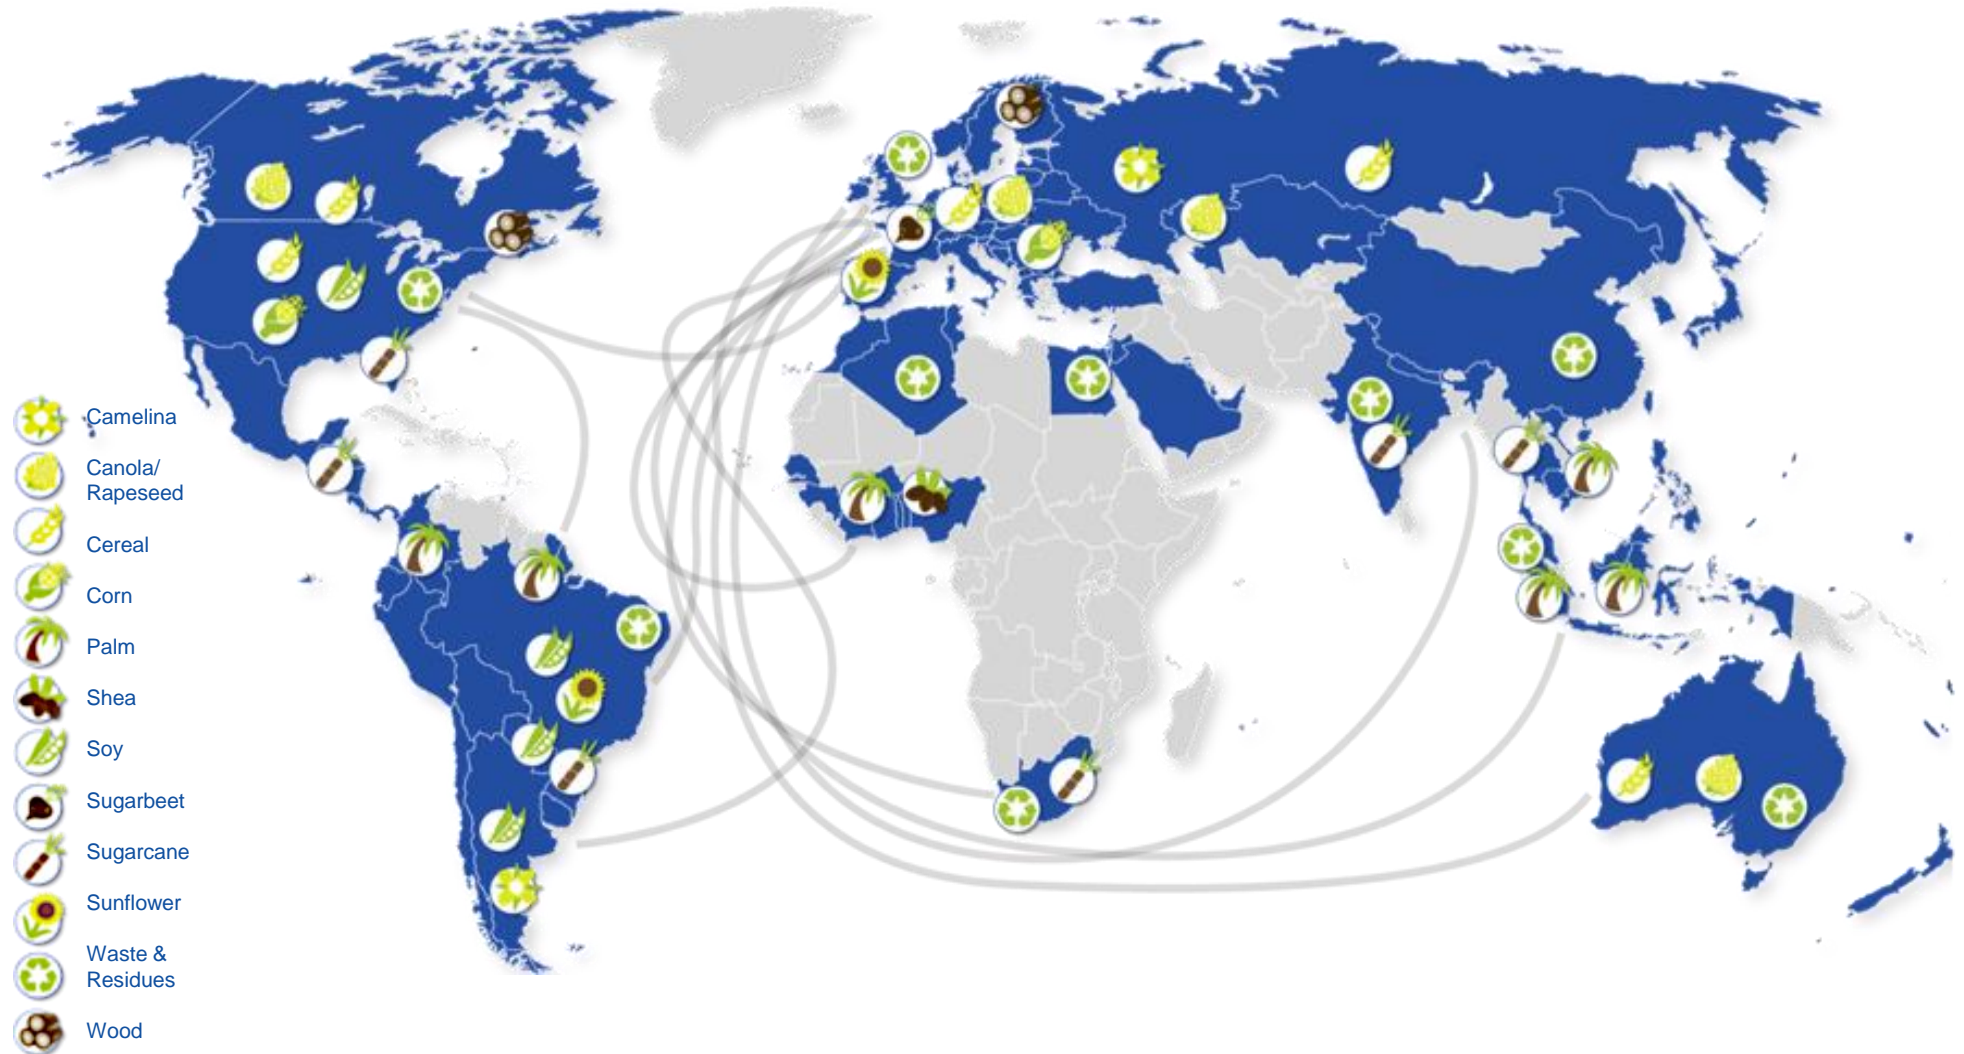 Camelina
Canola/
Rapeseed
Cereal
Corn
Palm
Shea
Soy
Sugarbeet
Sugarcane
Sunflower
Waste &
Residues
Wood